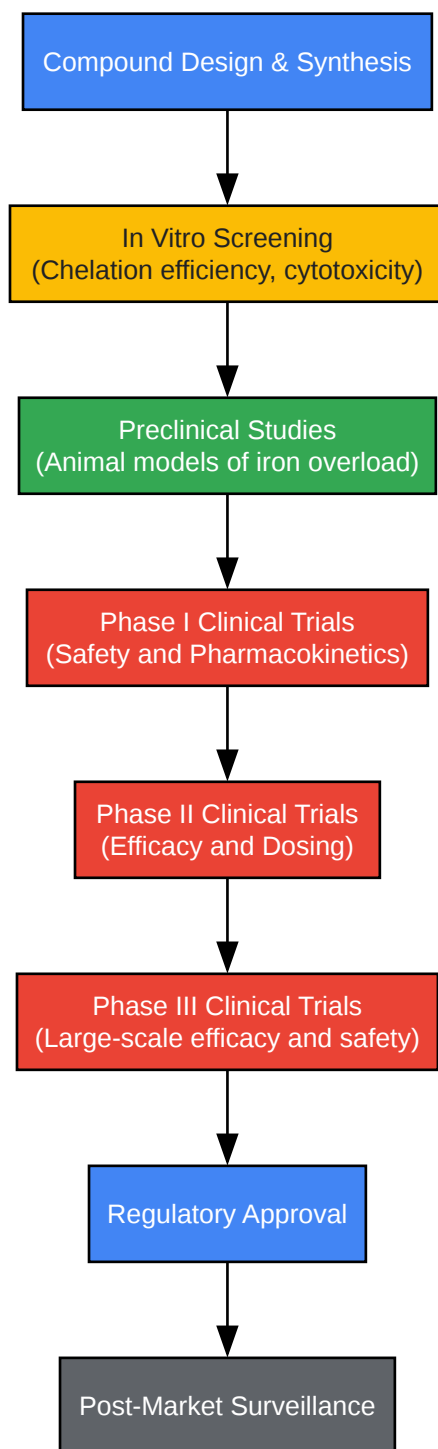 Compound Design & Synthesis
In Vitro Screening
(Chelation efficiency, cytotoxicity)
Preclinical Studies
(Animal models of iron overload)
Phase I Clinical Trials
(Safety and Pharmacokinetics)
Phase II Clinical Trials
(Efficacy and Dosing)
Phase III Clinical Trials
(Large-scale efficacy and safety)
Regulatory Approval
Post-Market Surveillance